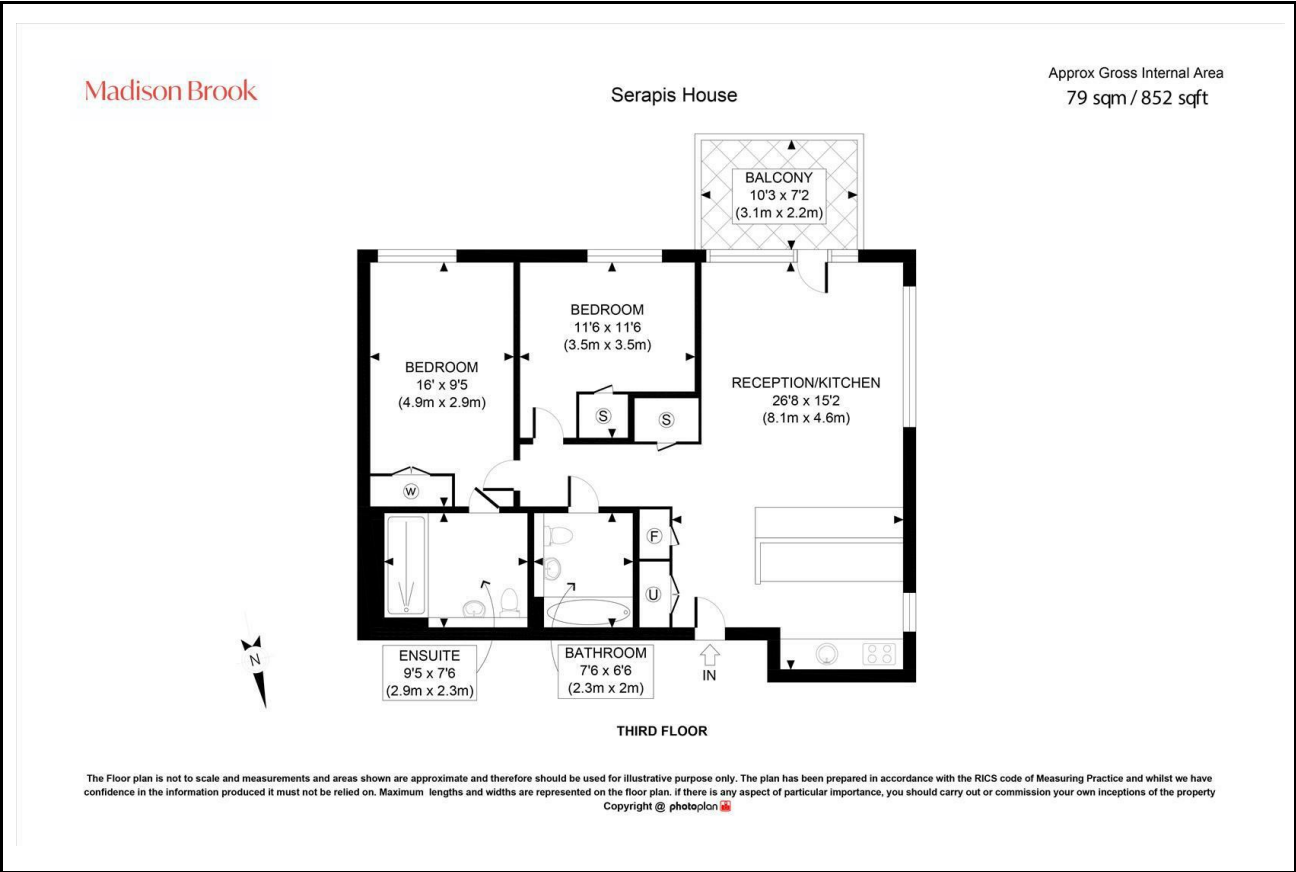 Madison Brook
Serapis House
Approx Gross Internal Area
79 sqm / 852 sqft
BALCONY
10'3 x 7'2
(3.1m x 2.2m)
BEDROOM
11'6 x 11'6
(3.5m x 3.5m)
BEDROOM
16' x 9'5
(4.9m x 2.9m)
RECEPTION/KITCHEN
26'8 x 15'2
(8.1m x 4.6m)
S
S
W
F
U
ENSUITE
9'5 x 7'6
(2.9m x 2.3m)
BATHROOM
7'6 x 6'6
(2.3m x 2m)
IN
N
THIRD FLOOR
The Floor plan is not to scale and measurements and areas shown are approximate and therefore should be used for illustrative purpose only. The plan has been prepared in accordance with the RICS code of Measuring Practice and whilst we have
confidence in the information produced it must not be relied on. Maximum lengths and widths are represented on the floor plan. if there is any aspect of particular importance, you should carry out or commission your own inceptions of the property
Copyright @ photoplan